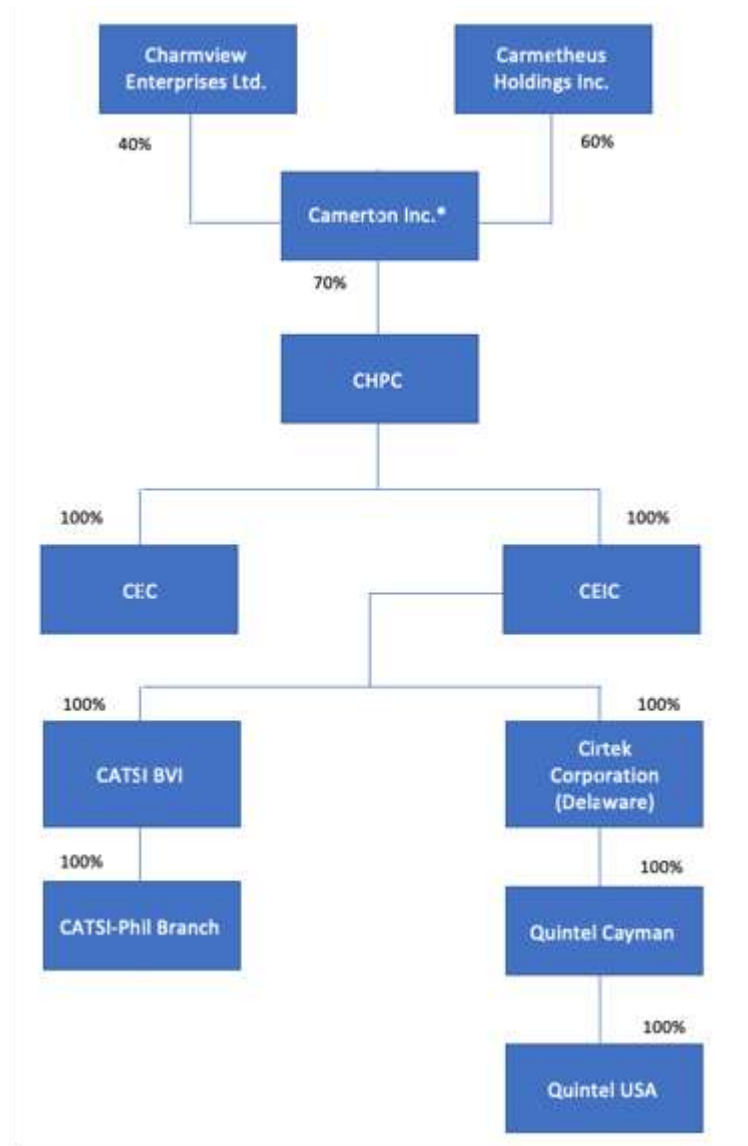 Charmview
Enterprises Ltd.
Carmetheus
Holdings Inc.
40%
60%
Camerton Inc.*
70%
CHPC
100%
100%
CEC
CEIC
100%
100%
CATSI BVI
Cirtek
Corporation
(Delaware)
100%
100%
CATSI-Phil Branch
Quintel Cayman
100%
Quintel USA